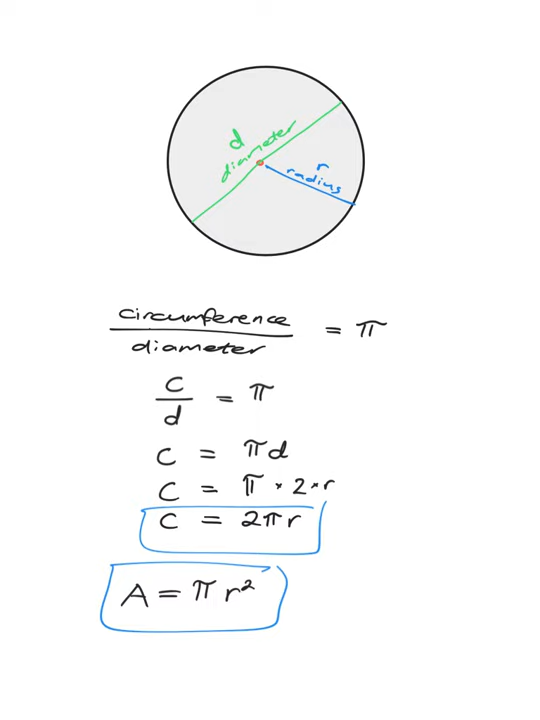 d
diameter
r
radius
circumference
diameter
= π
C
d
= π
C = πd
C = π × 2 × r
C = 2πr
A = πr²